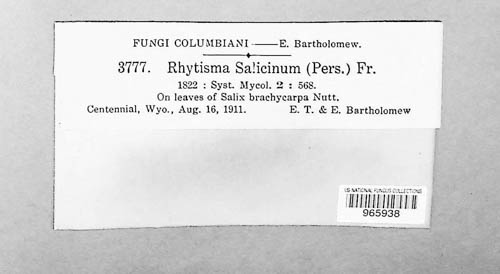 FUNGI COLUMBIANI —— E. Bartholomew.
3777. Rhytisma Salicinum (Pers.) Fr.
1822 : Syst. Mycol. 2 : 568.
On leaves of Salix brachycarpa Nutt.
Centennial, Wyo., Aug. 16, 1911. E. T. & E. Bartholomew
US NATIONAL FUNGUS COLLECTIONS
965938